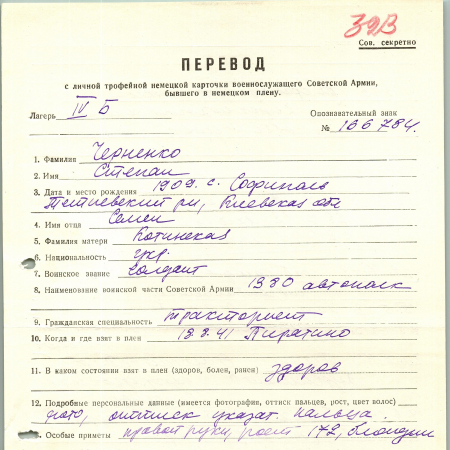 39В
Сов. секретно
ПЕРЕВОД
с личной трофейной немецкой карточки военнослужащего Советской Армии,
бывшего в немецком плену.
Лагерь IV Б Опознавательный знак
№ 166784.
1. Фамилия Черненко
2. Имя Степан
3. Дата и место рождения 1909. с. Софиполь
Тетиевский р-н, Киевская обл
4. Имя отца Семен
5. Фамилия матери Котинская
6. Национальность укр.
7. Воинское звание солдат
8. Наименование воинской части Советской Армии 1980 автополк
9. Гражданская специальность тракторист
10. Когда и где взят в плен 18.8.41 Пирятино
11. В каком состоянии взят в плен (здоров, болен, ранен) здоров
12. Подробные персональные данные (имеется фотография, оттиск пальцев, рост, цвет волос)
фото, оттиск указат. пальца
Особые приметы правой руки, рост 172, блондин